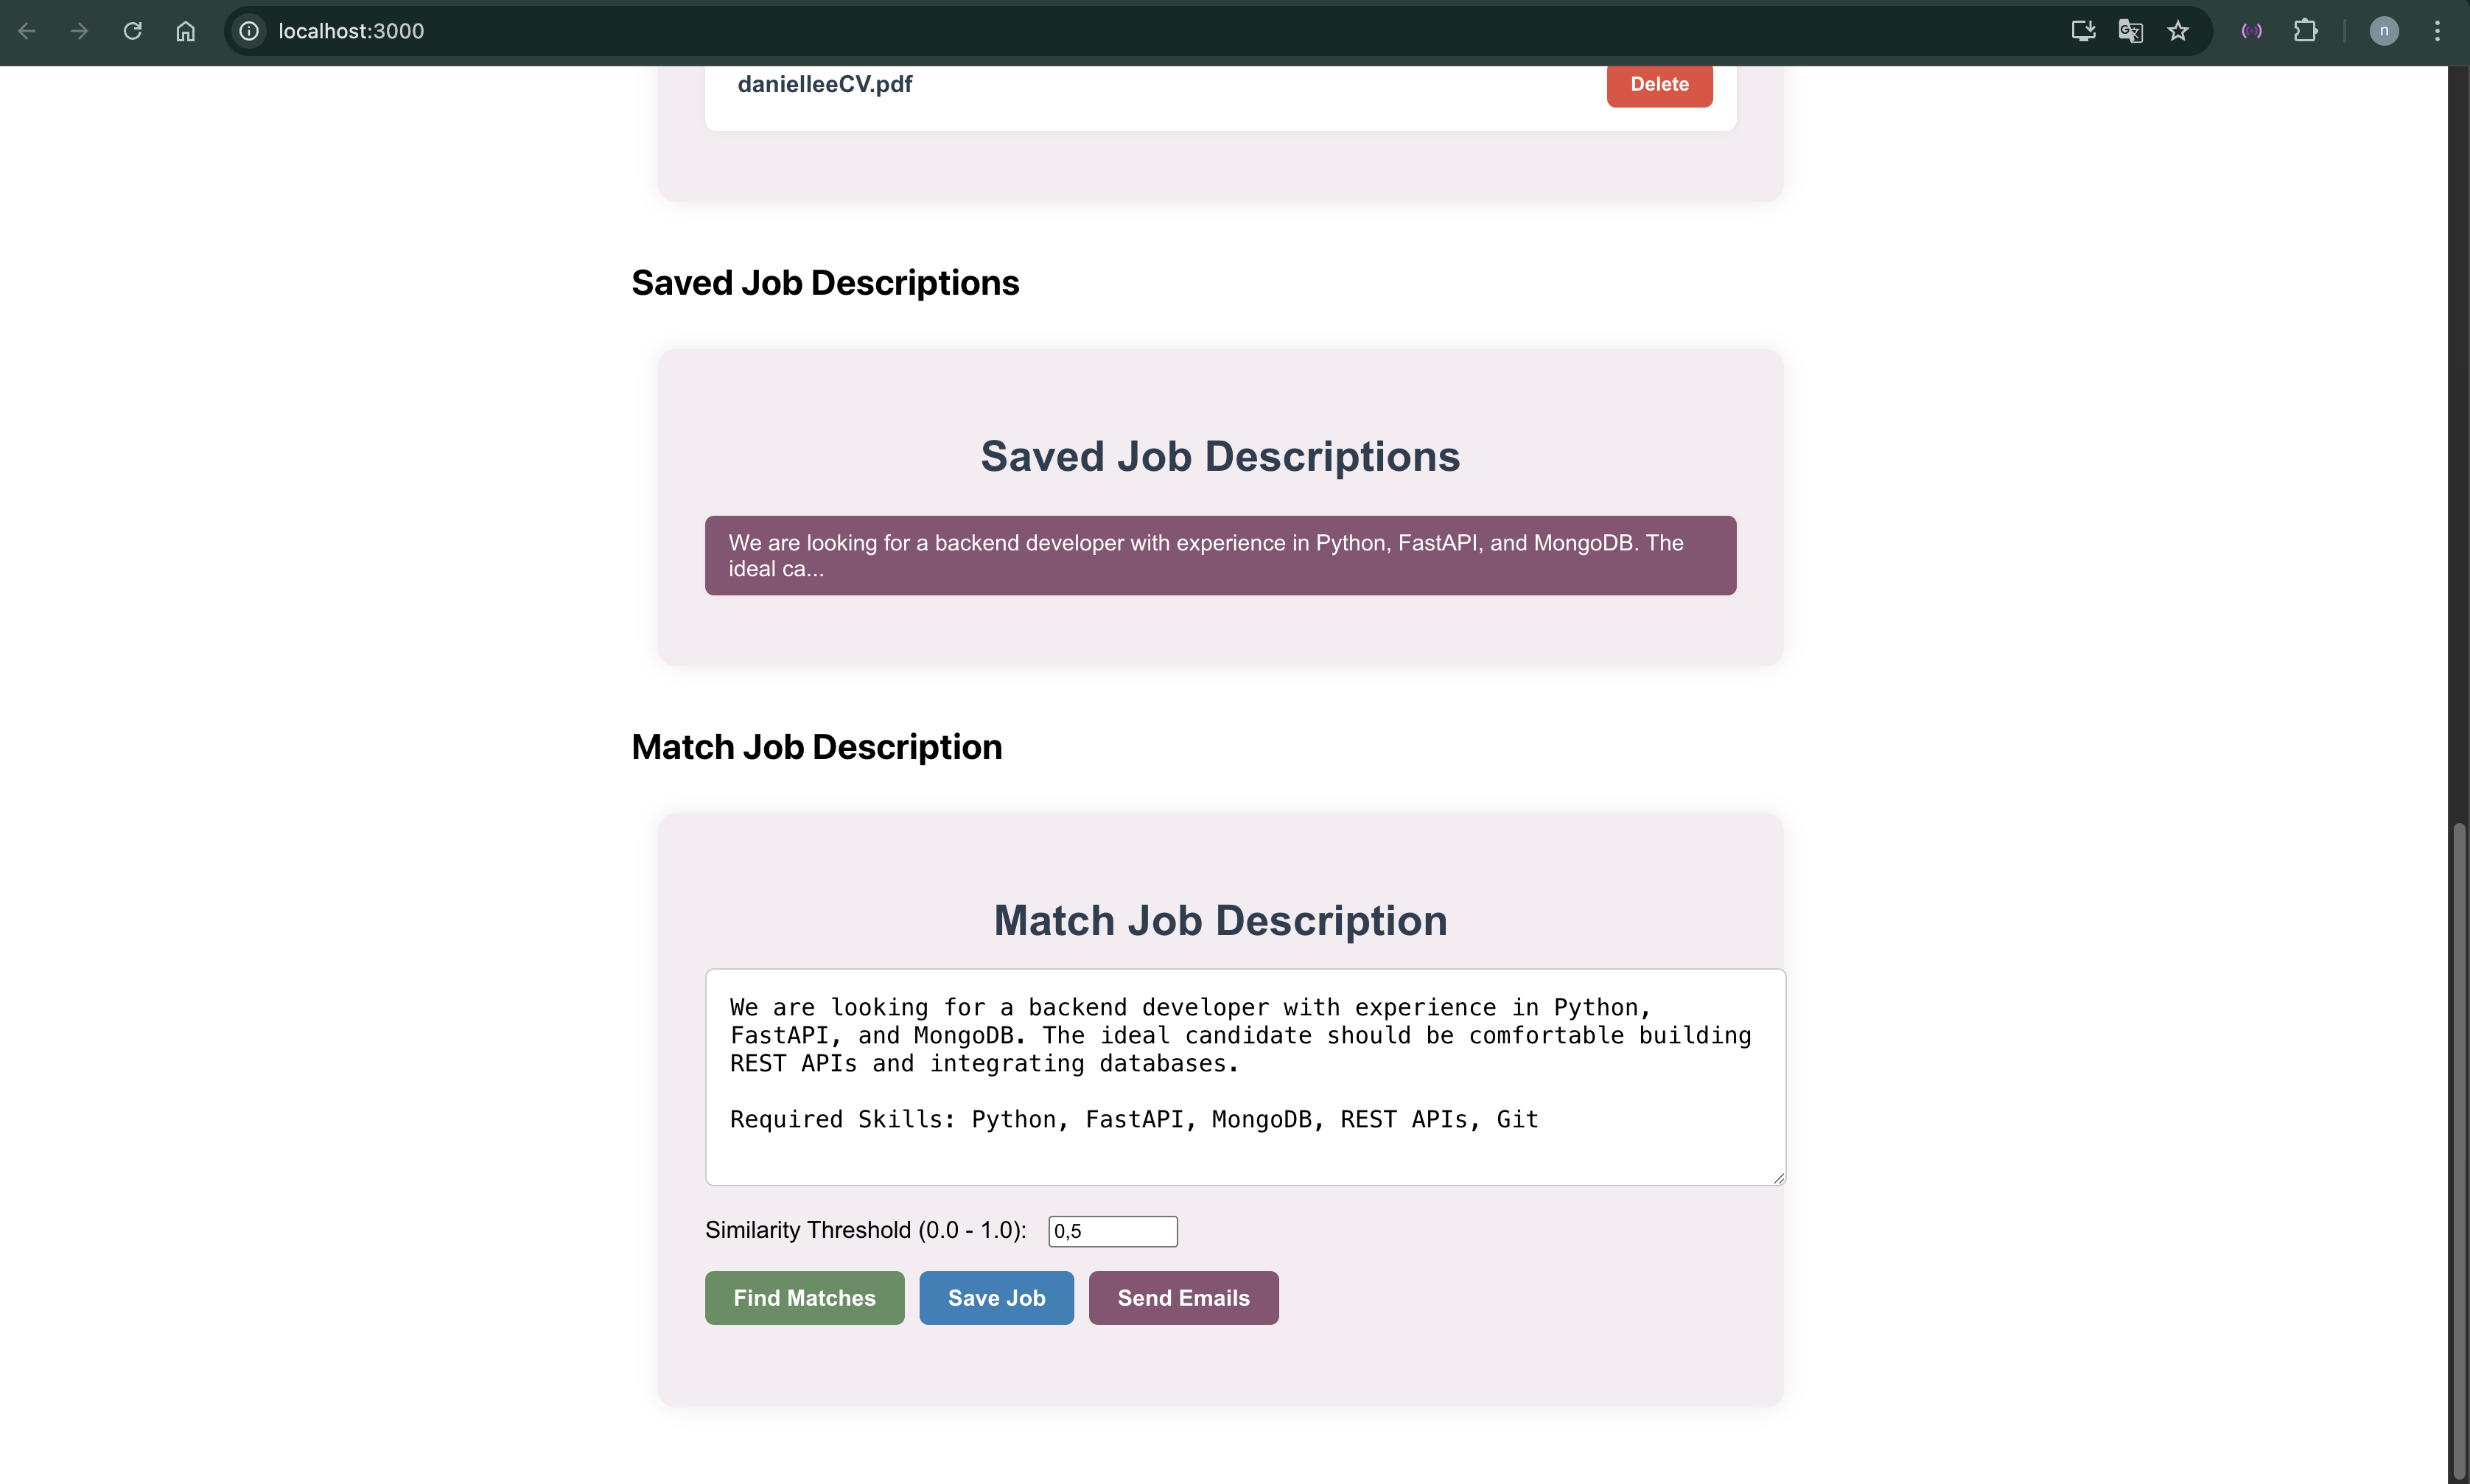 localhost:3000
n
danielleeCV.pdf
Delete
Saved Job Descriptions
Saved Job Descriptions
We are looking for a backend developer with experience in Python, FastAPI, and MongoDB. The
ideal ca...
Match Job Description
Match Job Description
We are looking for a backend developer with experience in Python,
FastAPI, and MongoDB. The ideal candidate should be comfortable building
REST APIs and integrating databases.
Required Skills: Python, FastAPI, MongoDB, REST APIs, Git
Similarity Threshold (0.0 - 1.0): 0,5
Find Matches Save Job Send Emails